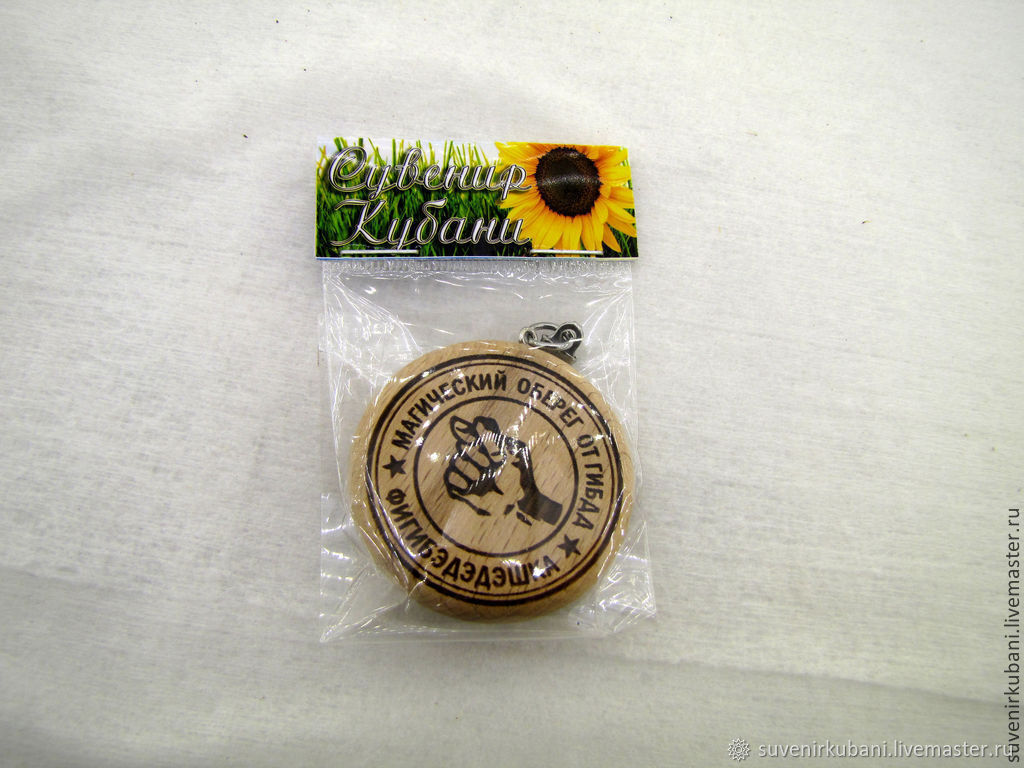 Сувенир
Кубани
МАГИЧЕСКИЙ ОБЕРЕГ ОТ ГИБДД
ФИГИБЭДЭДЭШКА
suvenirkubani.livemaster.ru
suvenirkubani.livemaster.ru